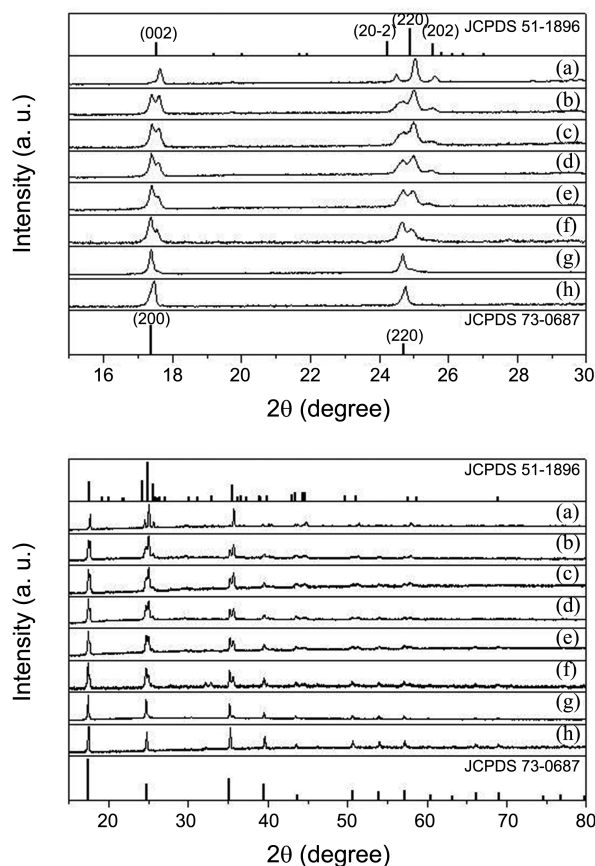 (220)
JCPDS 51-1896
(002)
(20-2)
(202)
(a)
(b)
(c)
(d)
(e)
(f)
(g)
(h)
(200)
JCPDS 73-0687
(220)
Intensity (a. u.)
16 18 20 22 24 26 28 30
2θ (degree)
JCPDS 51-1896
(a)
(b)
(c)
(d)
(e)
(f)
(g)
(h)
JCPDS 73-0687
Intensity (a. u.)
20 30 40 50 60 70 80
2θ (degree)